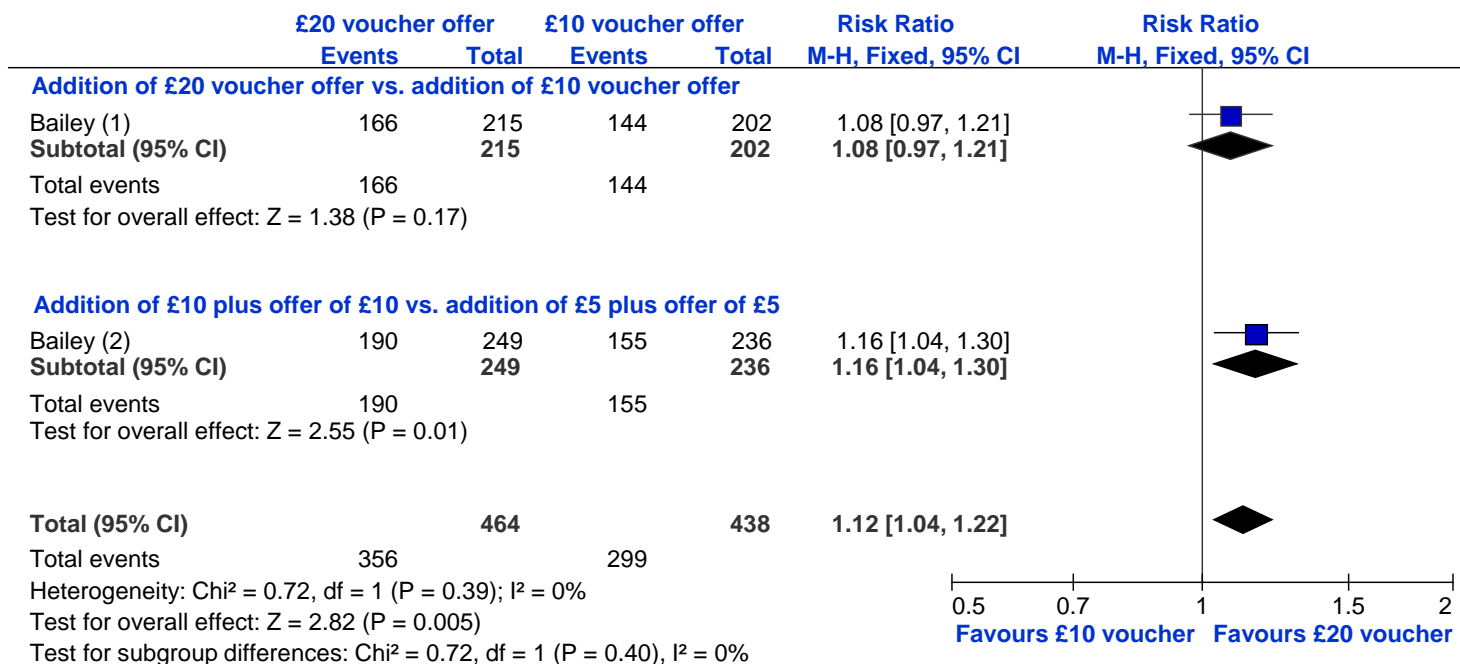 £20 voucher offer £10 voucher offer Risk Ratio Risk Ratio
Events Total Events Total M-H, Fixed, 95% CI M-H, Fixed, 95% CI
Addition of £20 voucher offer vs. addition of £10 voucher offer
Bailey (1) 166 215 144 202 1.08 [0.97, 1.21]
Subtotal (95% CI) 215 202 1.08 [0.97, 1.21]
Total events 166 144
Test for overall effect: Z = 1.38 (P = 0.17)
Addition of £10 plus offer of £10 vs. addition of £5 plus offer of £5
Bailey (2) 190 249 155 236 1.16 [1.04, 1.30]
Subtotal (95% CI) 249 236 1.16 [1.04, 1.30]
Total events 190 155
Test for overall effect: Z = 2.55 (P = 0.01)
Total (95% CI) 464 438 1.12 [1.04, 1.22]
Total events 356 299
Heterogeneity: Chi² = 0.72, df = 1 (P = 0.39); I² = 0%
Test for overall effect: Z = 2.82 (P = 0.005)
Test for subgroup differences: Chi² = 0.72, df = 1 (P = 0.40), I² = 0%
0.5 0.7 1 1.5 2
Favours £10 voucher Favours £20 voucher